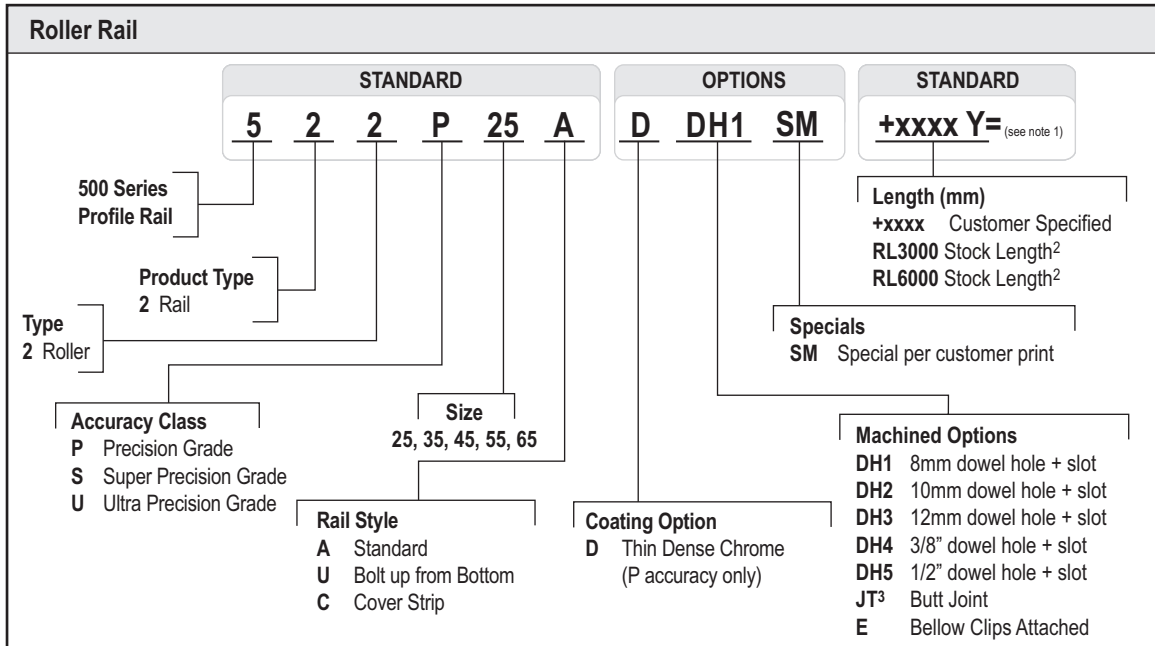 Roller Rail
STANDARD
OPTIONS
STANDARD
5 2 2 P 25 A D DH1 SM +xxxx Y= (see note 1)
500 Series
Profile Rail
Product Type
2 Rail
Type
2 Roller
Accuracy Class
P Precision Grade
S Super Precision Grade
U Ultra Precision Grade
Size
25, 35, 45, 55, 65
Rail Style
A Standard
U Bolt up from Bottom
C Cover Strip
Coating Option
D Thin Dense Chrome
(P accuracy only)
Length (mm)
+xxxx Customer Specified
RL3000 Stock Length²
RL6000 Stock Length²
Specials
SM Special per customer print
Machined Options
DH1 8mm dowel hole + slot
DH2 10mm dowel hole + slot
DH3 12mm dowel hole + slot
DH4 3/8” dowel hole + slot
DH5 1/2” dowel hole + slot
JT³ Butt Joint
E Bellow Clips Attached